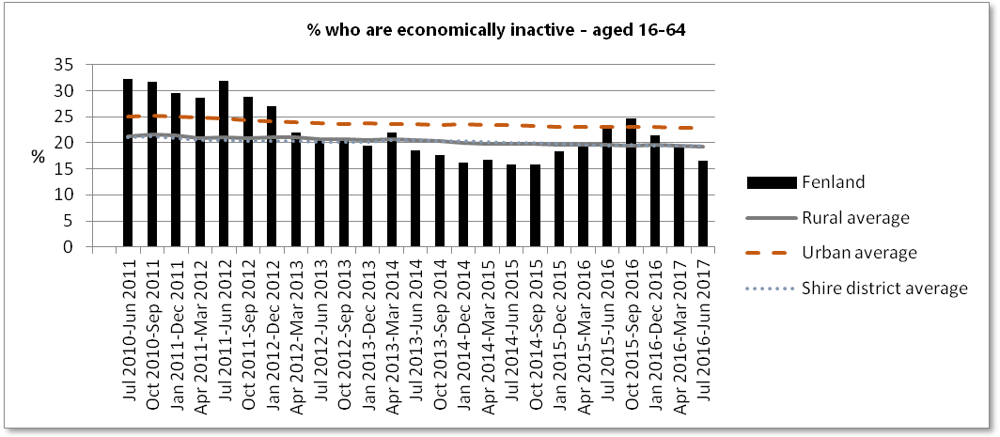 % who are economically inactive - aged 16-64
35
30
25
20
15
10
5
0
%
Jul 2010-Jun 2011
Oct 2010-Sep 2011
Jan 2011-Dec 2011
Apr 2011-Mar 2012
Jul 2011-Jun 2012
Oct 2011-Sep 2012
Jan 2012-Dec 2012
Apr 2012-Mar 2013
Jul 2012-Jun 2013
Oct 2012-Sep 2013
Jan 2013-Dec 2013
Apr 2013-Mar 2014
Jul 2013-Jun 2014
Oct 2013-Sep 2014
Jan 2014-Dec 2014
Apr 2014-Mar 2015
Jul 2014-Jun 2015
Oct 2014-Sep 2015
Jan 2015-Dec 2015
Apr 2015-Mar 2016
Jul 2015-Jun 2016
Oct 2015-Sep 2016
Jan 2016-Dec 2016
Apr 2016-Mar 2017
Jul 2016-Jun 2017
Fenland
Rural average
Urban average
Shire district average